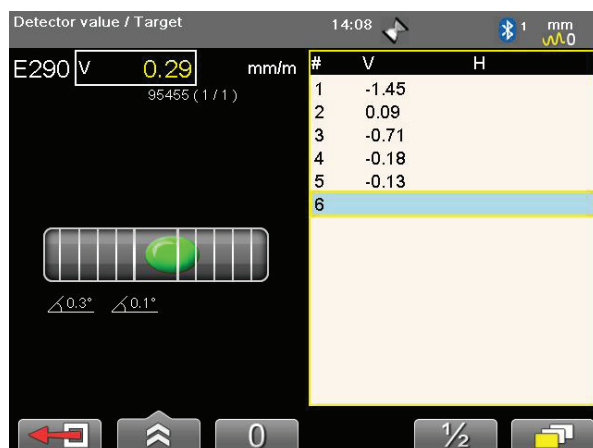 Detector value / Target 14:08 1 mm
0
E290 V 0.29 mm/m
95455 ( 1 / 1 )
# V H
1 -1.45
2 0.09
3 -0.71
4 -0.18
5 -0.13
6
0.3° 0.1°
0 ½